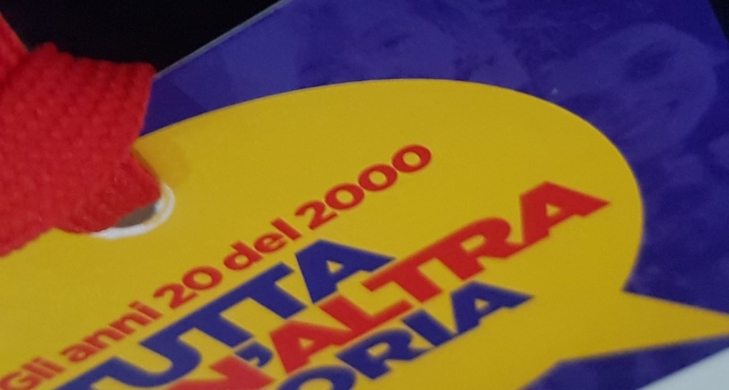 Gli anni 20 del 2000
TUTTA
N'ALTRA
ORIA